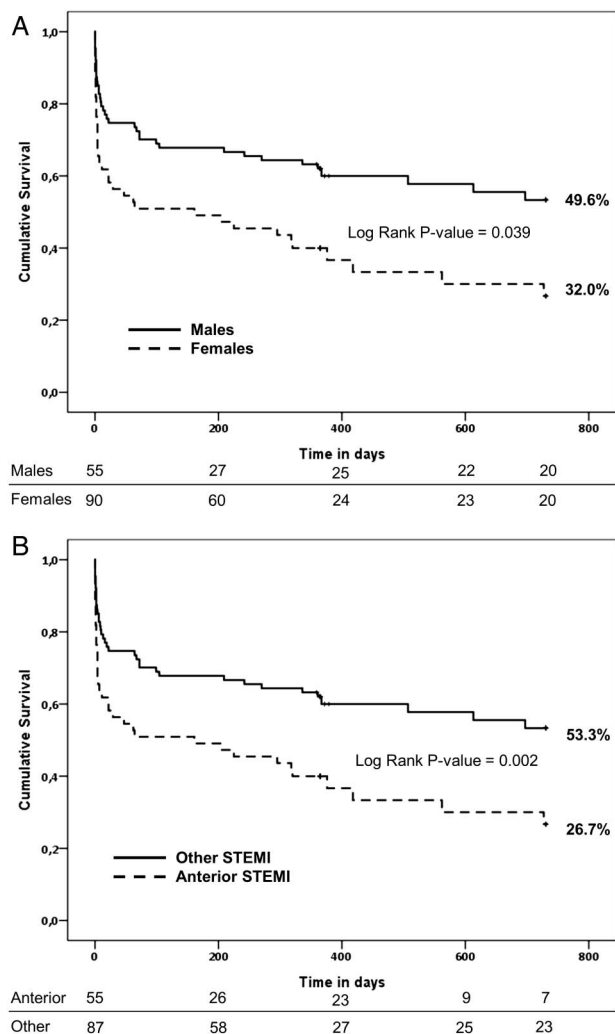 A
1,0
0,8
0,6
0,4
0,2
0,0
Cumulative Survival
49.6%
Log Rank P-value = 0.039
32.0%
Males
Females
0 200 400 600 800
Time in days
Males 55 27 25 22 20
Females 90 60 24 23 20
B
1,0
0,8
0,6
0,4
0,2
0,0
Cumulative Survival
53.3%
Log Rank P-value = 0.002
26.7%
Other STEMI
Anterior STEMI
0 200 400 600 800
Time in days
Anterior 55 26 23 9 7
Other 87 58 27 25 23